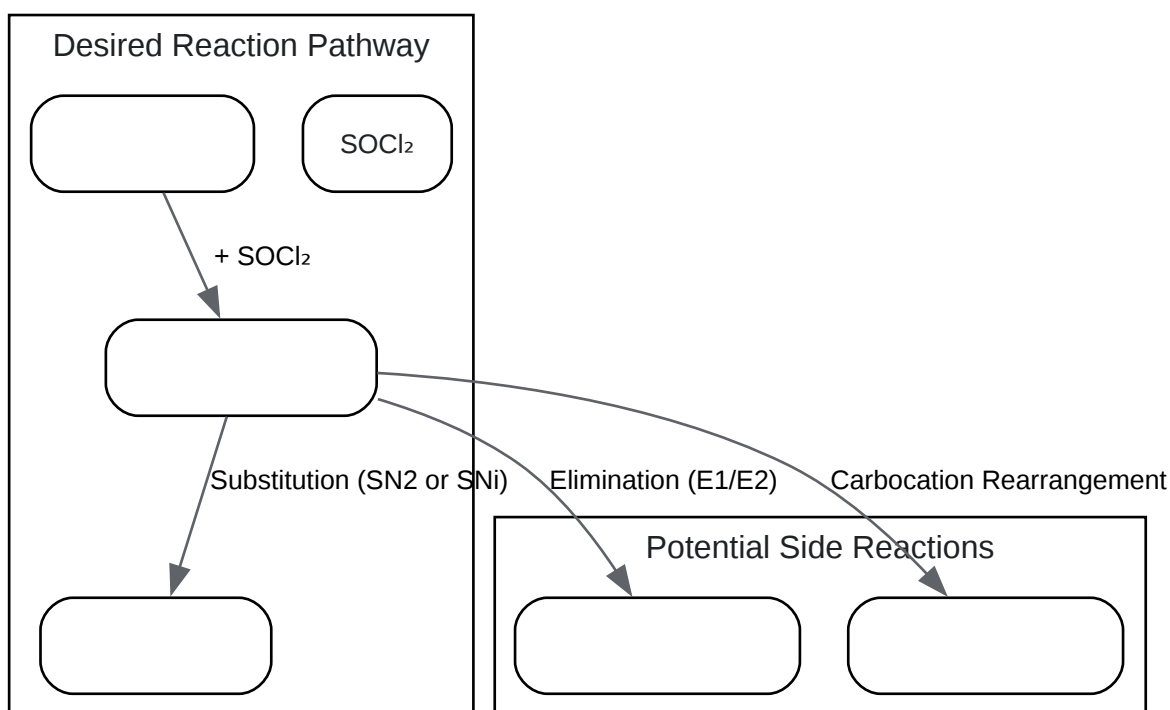 Desired Reaction Pathway
SOCl₂
+ SOCl₂
Substitution (SN2 or SNi)
Elimination (E1/E2)
Carbocation Rearrangement
Potential Side Reactions